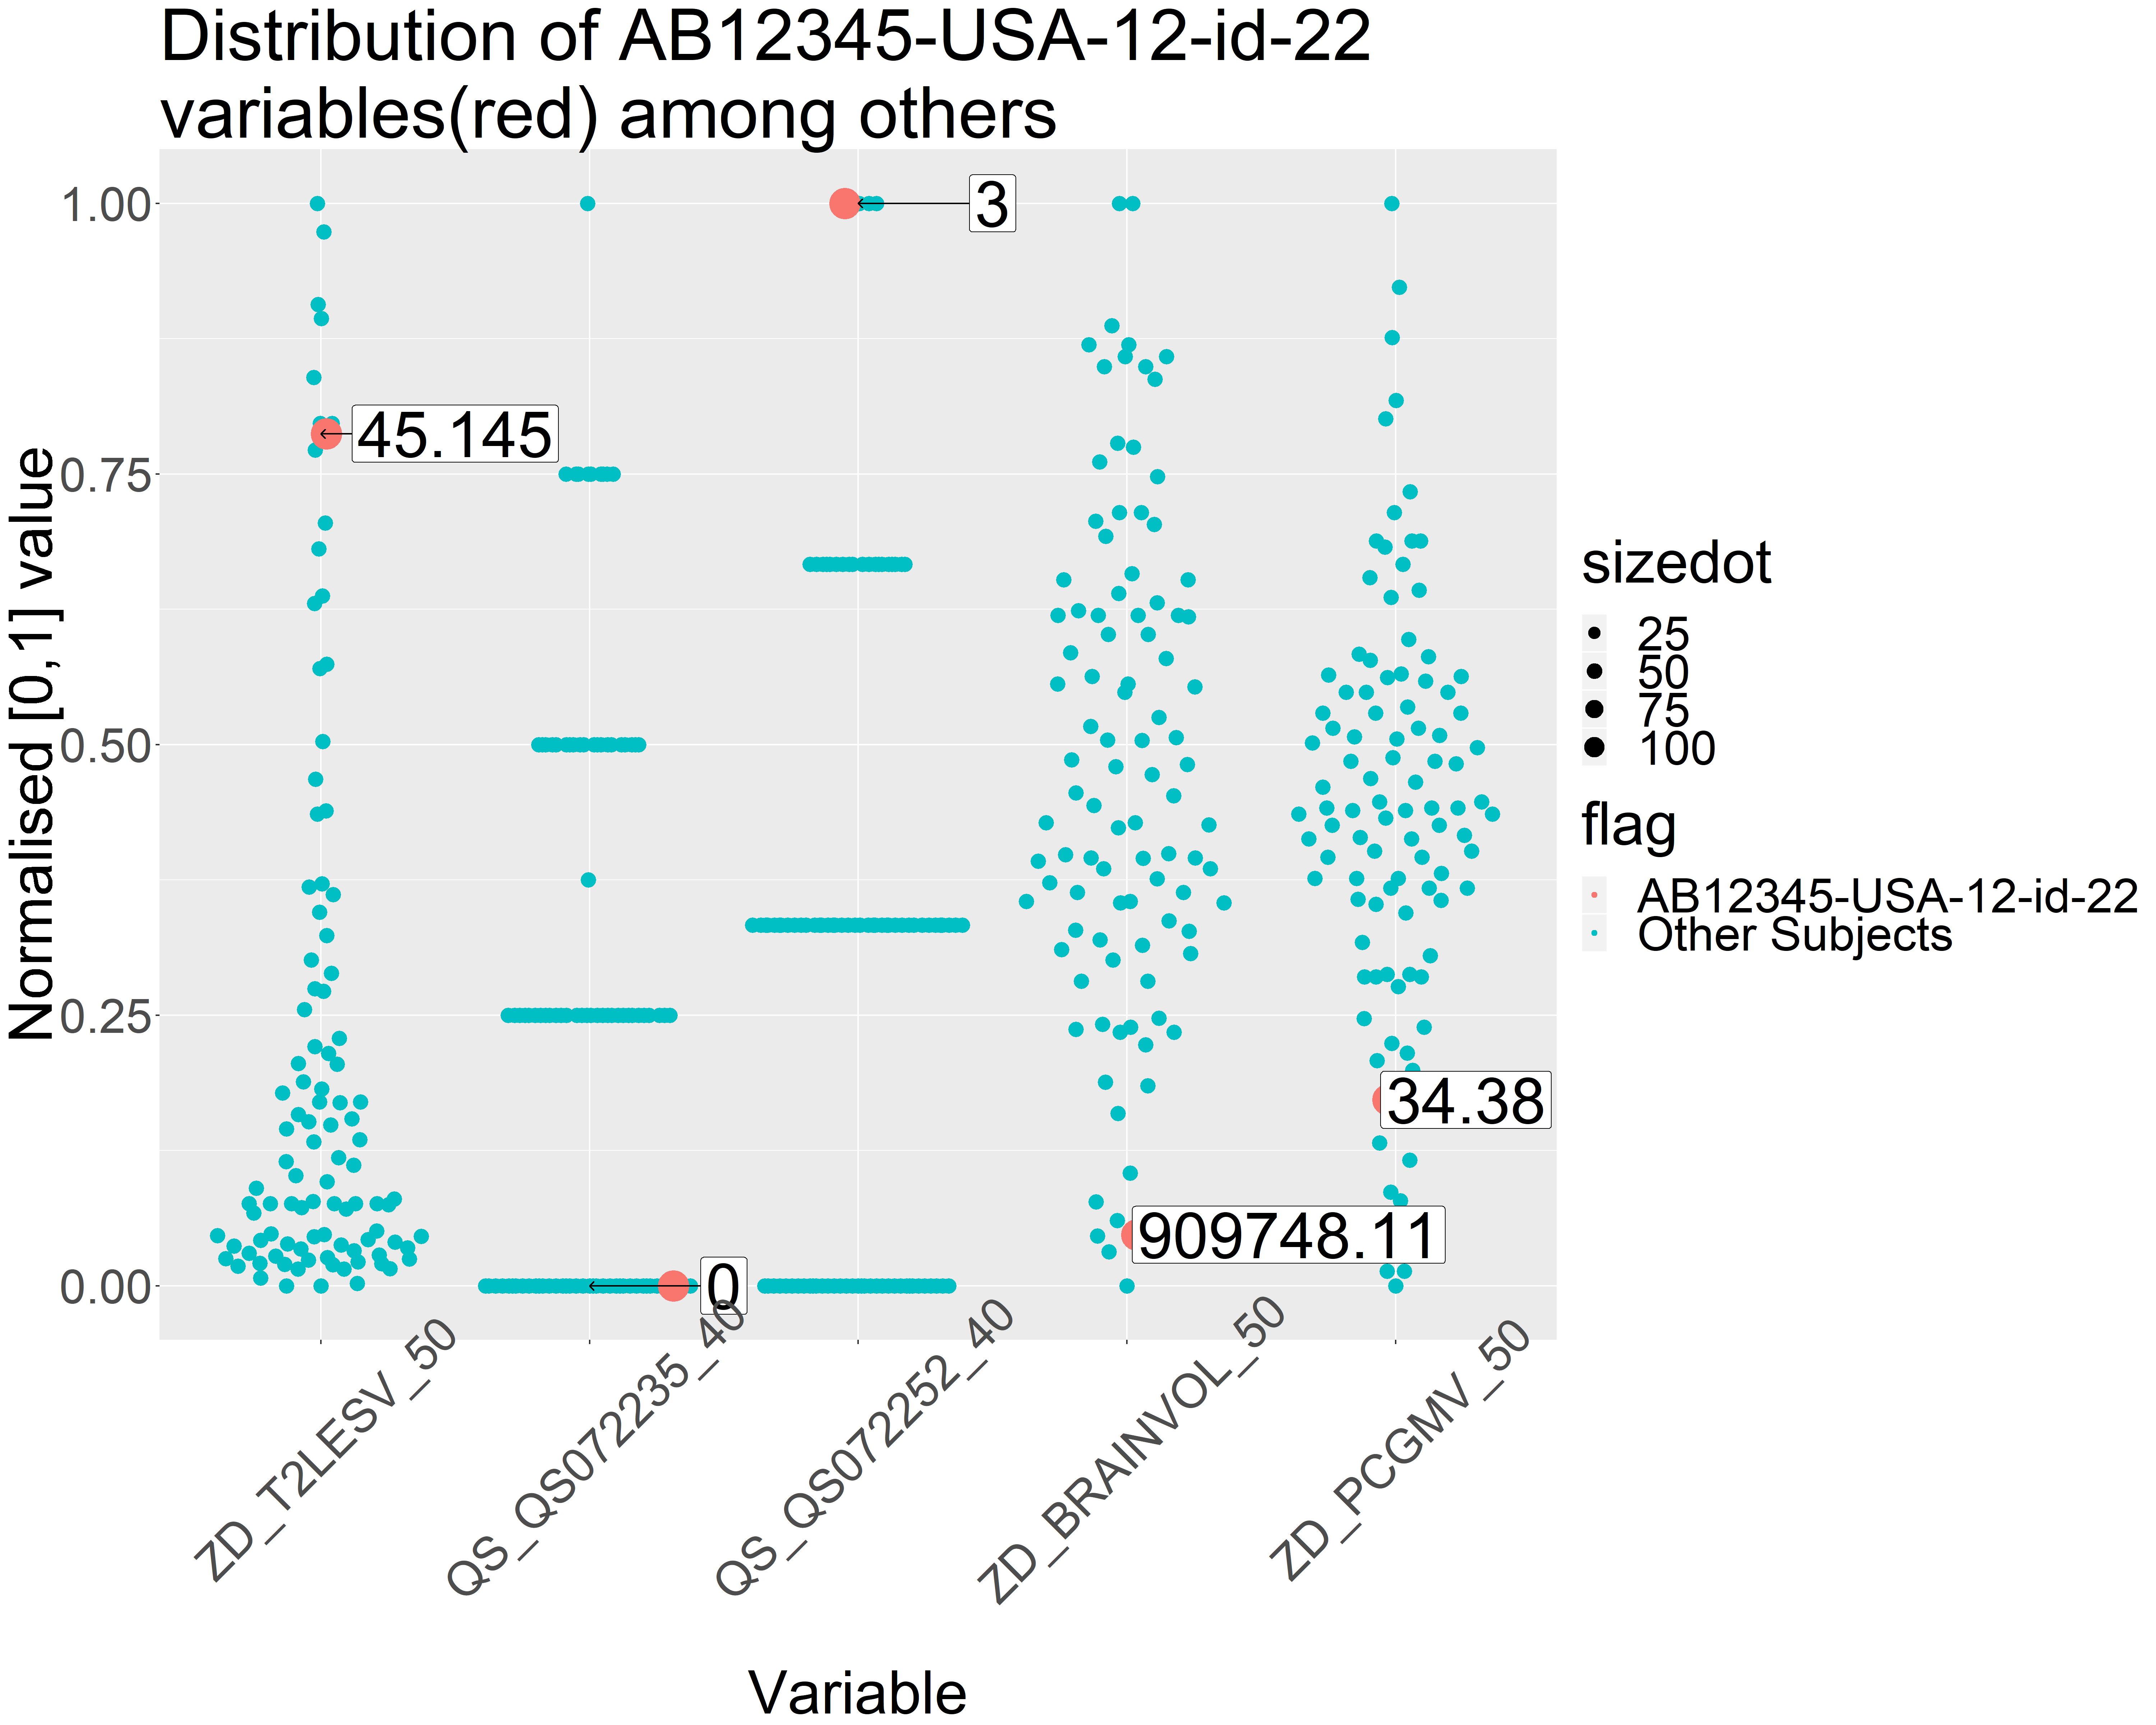 Distribution of AB12345-USA-12-id-22
variables(red) among others
Normalised [0,1] value
1.00
0.75
0.50
0.25
0.00
3
45.145
34.38
909748.11
0
ZD_T2LESV_50
QS_QS072235_40
QS_QS072252_40
ZD_BRAINVOL_50
ZD_PCGMV_50
Variable
sizedot
25
50
75
100
flag
AB12345-USA-12-id-22
Other Subjects